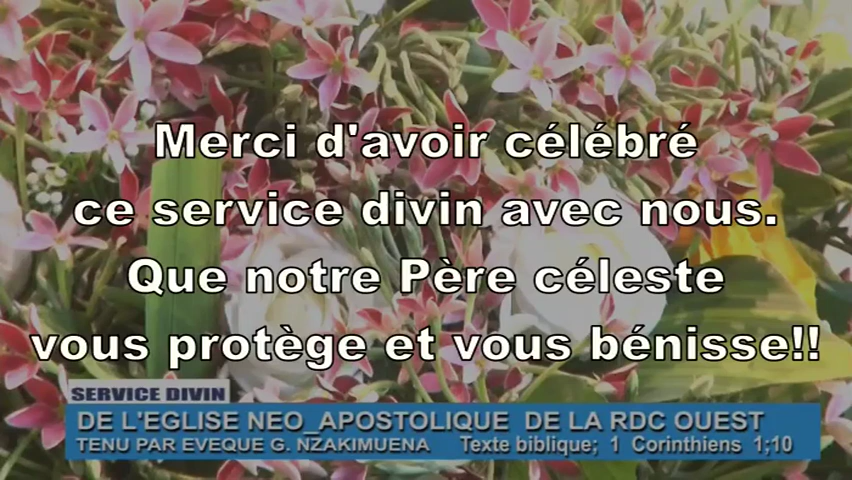 Merci d'avoir célébré
ce service divin avec nous.
Que notre Père céleste
vous protège et vous bénisse!!
SERVICE DIVIN
DE L'EGLISE NEO_APOSTOLIQUE DE LA RDC OUEST
TENU PAR EVEQUE G. NZAKIMUENA Texte biblique; 1 Corinthiens 1;10